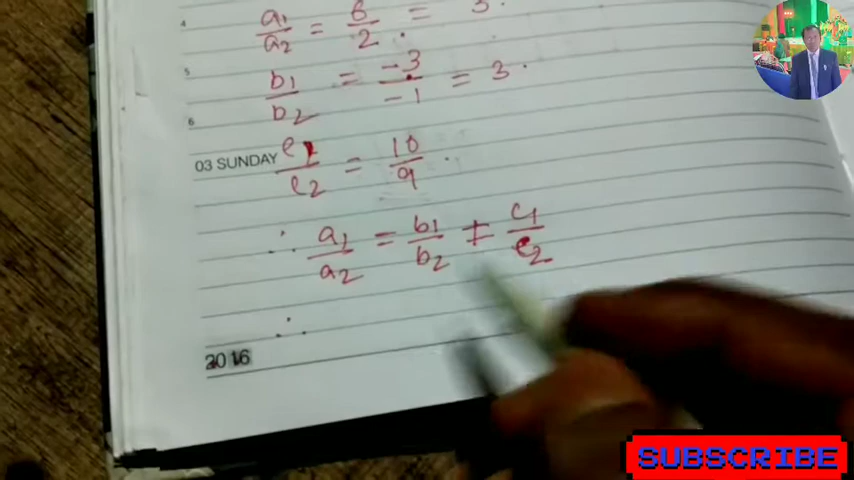 4
a1/a2 = 6/2 = 3.
5
b1/b2 = -3/-1 = 3.
6
03 SUNDAY
c1/c2 = 10/9.
∴ a1/a2 = b1/b2 ≠ c1/c2
∴
2016
SUBSCRIBE